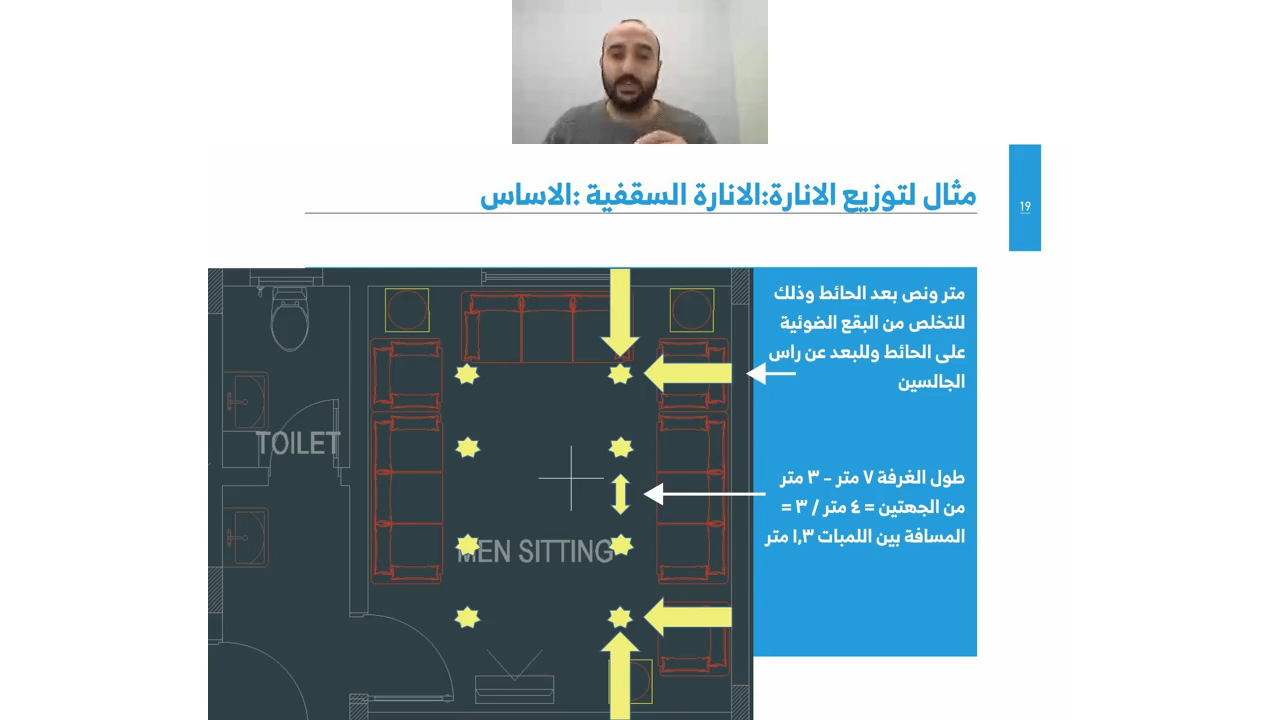 مثال لتوزيع الانارة:الانارة السقفية :الاساس
19
متر ونص بعد الحائط وذلك
للتخلص من البقع الضوئية
على الحائط وللبعد عن راس
الجالسين
طول الغرفة ٧ متر - ٣ متر
من الجهتين = ٤ متر / ٣ =
المسافة بين اللمبات ١,٣ متر
TOILET
MEN SITTING